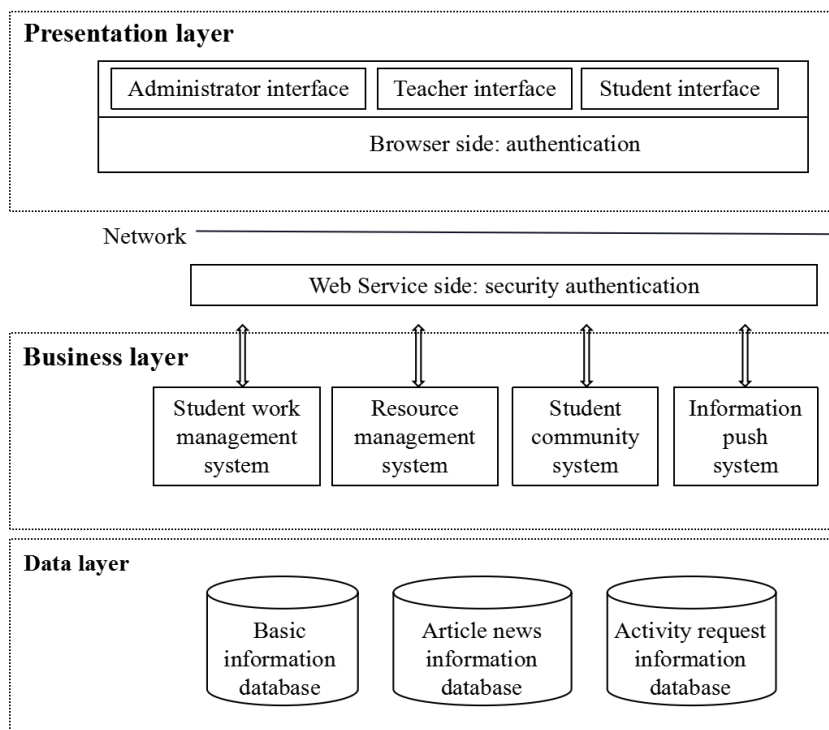 Presentation layer
Administrator interface
Teacher interface
Student interface
Browser side: authentication
Network
Web Service side: security authentication
Business layer
Student work
management
system
Resource
management
system
Student
community
system
Information
push
system
Data layer
Basic
information
database
Article news
information
database
Activity request
information
database